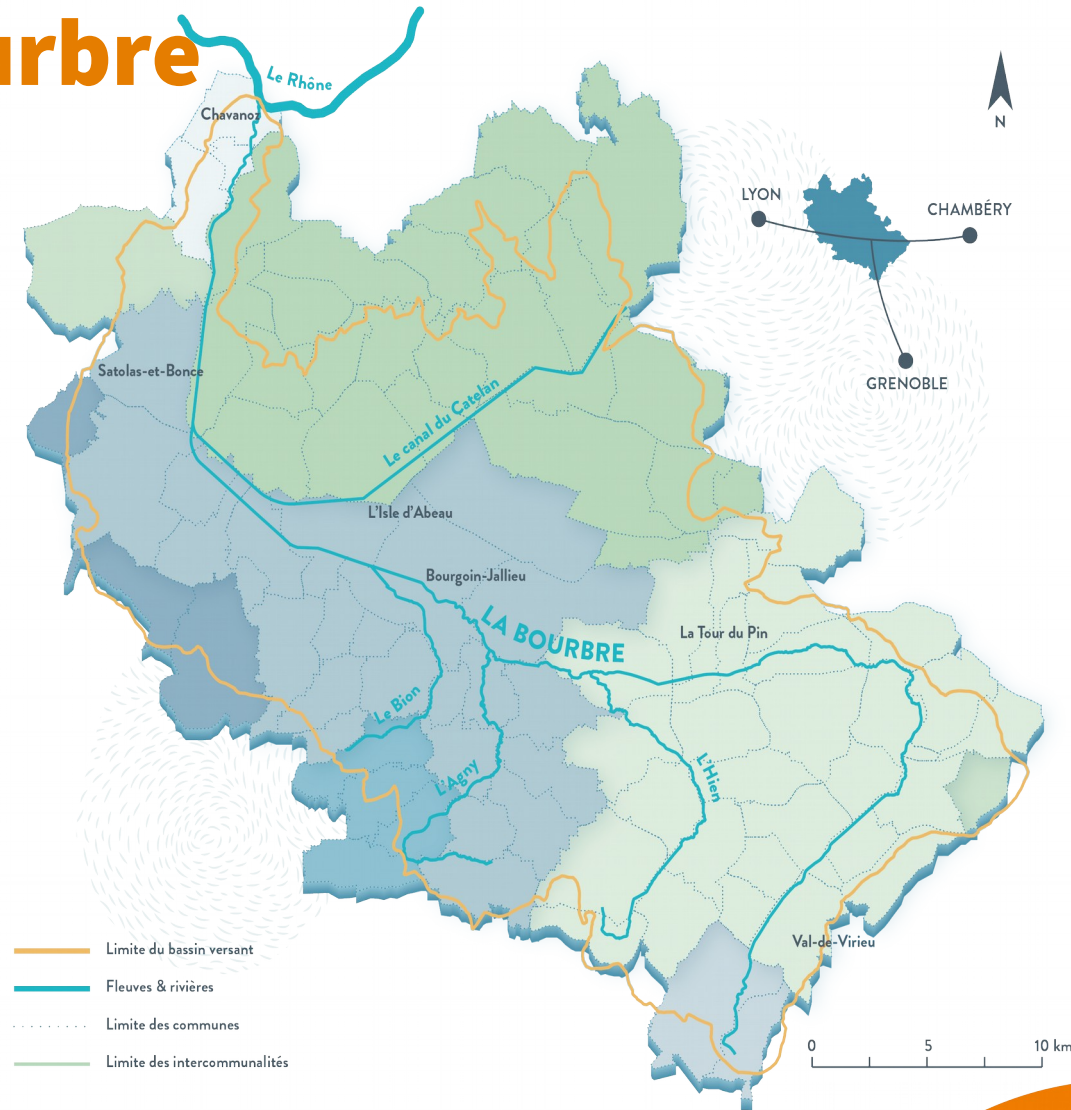 urbre
Le Rhône
Chavanoz
N
LYON
CHAMBÉRY
GRENOBLE
Satolas-et-Bonce
Le canal du Catelan
L'Isle d'Abeau
Bourgoin-Jallieu
LA BOURBRE
La Tour du Pin
Le Bion
L'Agny
L'Hien
Val-de-Virieu
Limite du bassin versant
Fleuves & rivières
Limite des communes
Limite des intercommunalités
0 5 10 km